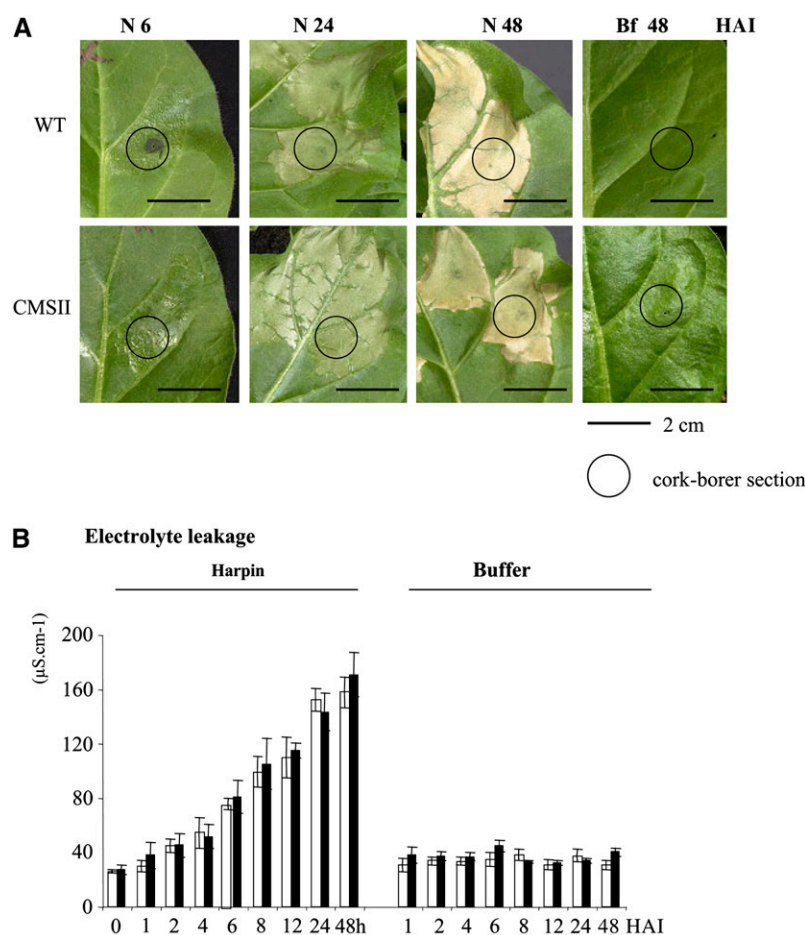 A N 6 N 24 N 48 Bf 48 HAI
WT
CMSII
2 cm
cork-borer section
B Electrolyte leakage
Harpin Buffer
(µS.cm-1)
200
160
120
80
40
0
0 1 2 4 6 8 12 24 48h 1 2 4 6 8 12 24 48 HAI